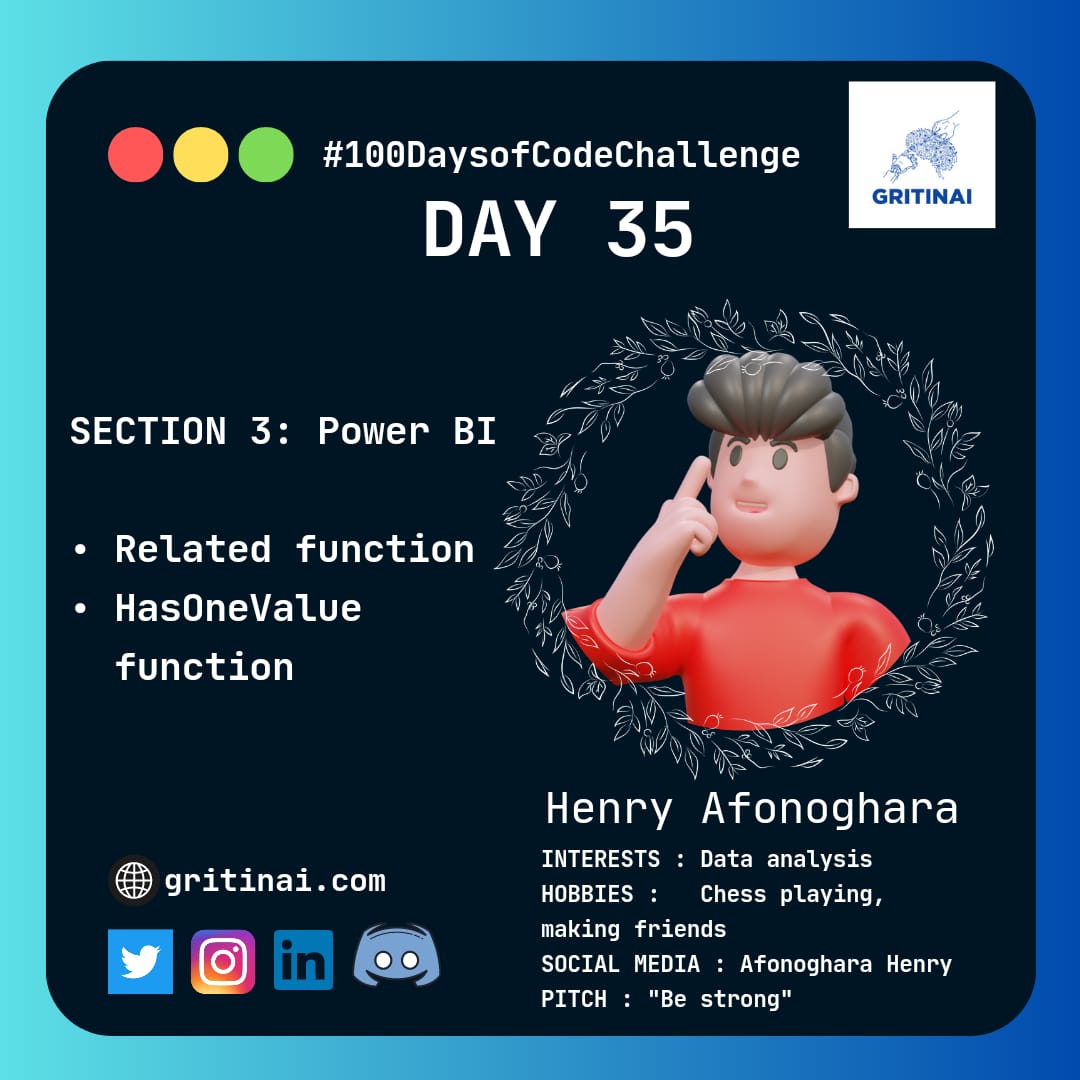 #100DaysofCodeChallenge
DAY 35
GRITINAI
SECTION 3: Power BI
• Related function
• HasOneValue
function
Henry Afonoghara
INTERESTS : Data analysis
HOBBIES :   Chess playing,
making friends
SOCIAL MEDIA : Afonoghara Henry
PITCH : "Be strong"
gritinai.com
in